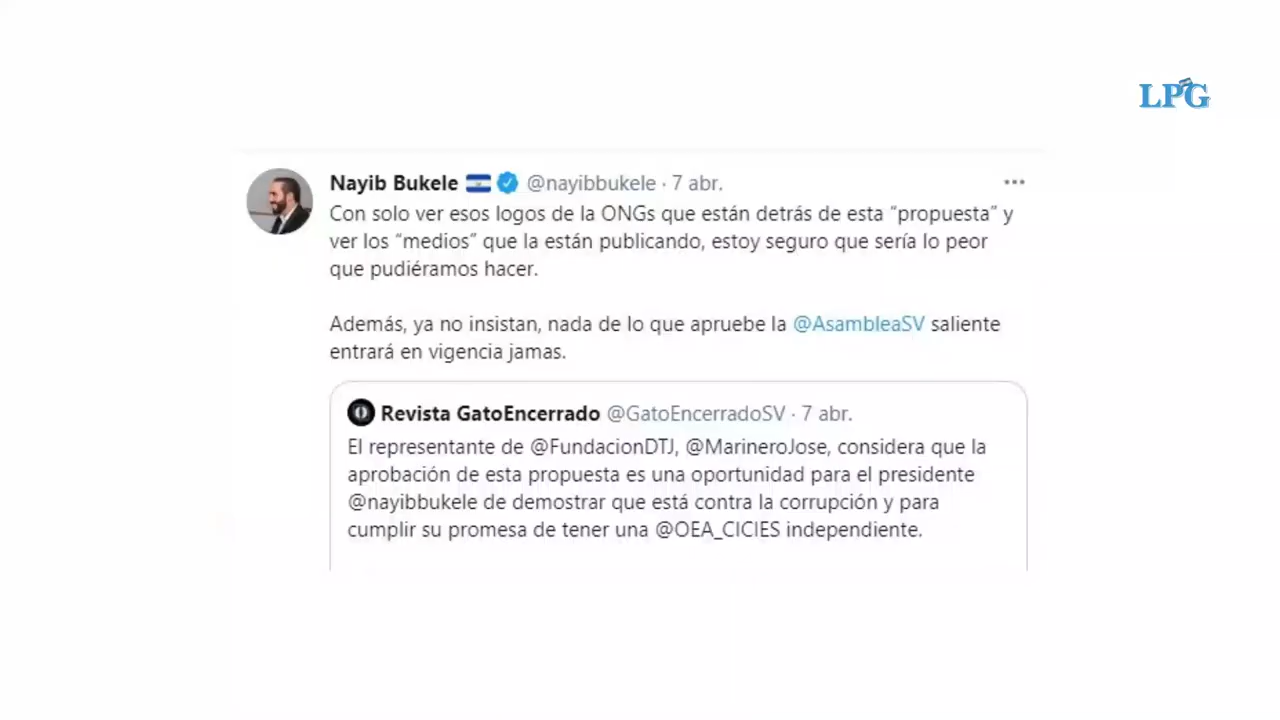 LPG
Nayib Bukele @nayibbukele · 7 abr.
Con solo ver esos logos de la ONGs que están detrás de esta “propuesta” y
ver los “medios” que la están publicando, estoy seguro que sería lo peor
que pudiéramos hacer.
Además, ya no insistan, nada de lo que apruebe la @AsambleaSV saliente
entrará en vigencia jamas.
Revista GatoEncerrado @GatoEncerradoSV · 7 abr.
El representante de @FundacionDTJ, @MarineroJose, considera que la
aprobación de esta propuesta es una oportunidad para el presidente
@nayibbukele de demostrar que está contra la corrupción y para
cumplir su promesa de tener una @OEA_CICIES independiente.